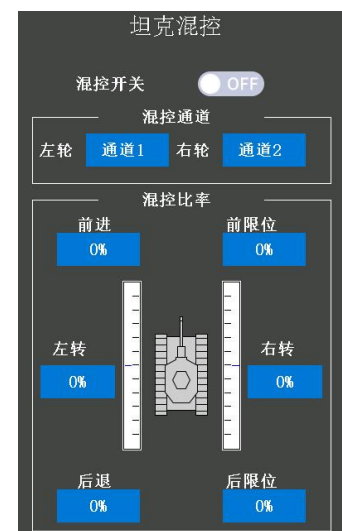 坦克混控
混控开关 OFF
混控通道
左轮 通道1 右轮 通道2
混控比率
前进 前限位
0% 0%
左转 右转
0% 0%
后退 后限位
0% 0%